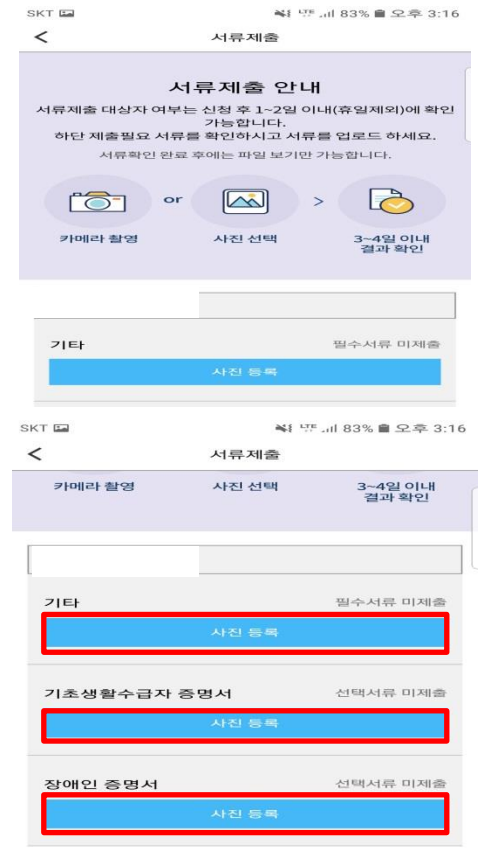 SKT LTE 83% 오후 3:16
< 서류제출
서류제출 안내
서류제출 대상자 여부는 신청 후 1~2일 이내(휴일제외)에 확인
가능합니다.
하단 제출필요 서류를 확인하시고 서류를 업로드 하세요.
서류확인 완료 후에는 파일 보기만 가능합니다.
or >
카메라 촬영 사진 선택 3~4일 이내
결과 확인
기타 필수서류 미제출
사진 등록
SKT LTE 83% 오후 3:16
< 서류제출
카메라 촬영 사진 선택 3~4일 이내
결과 확인
기타 필수서류 미제출
사진 등록
기초생활수급자 증명서 선택서류 미제출
사진 등록
장애인 증명서 선택서류 미제출
사진 등록